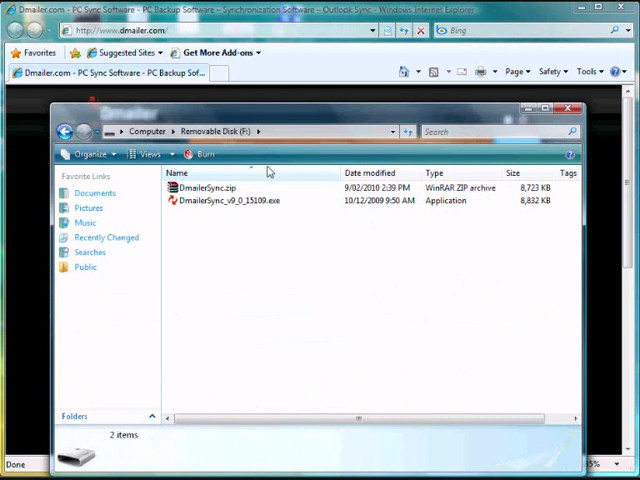 Dmailer.com - PC Sync Software - PC Backup Software – Synchronization Software – Outlook Sync - Windows Internet Explorer
http://www.dmailer.com/
Bing
Favorites Suggested Sites Get More Add-ons
Dmailer.com - PC Sync Software - PC Backup Sof...
Page Safety Tools
Dmailer
Computer Removable Disk (F:) Search
Organize Views Burn
Favorite Links
Documents
Pictures
Music
Recently Changed
Searches
Public
Folders
Name Date modified Type Size Tags
DmailerSync.zip 9/02/2010 2:39 PM WinRAR ZIP archive 8,723 KB
DmailerSync_v9_0_15109.exe 10/12/2009 9:50 AM Application 8,832 KB
2 items
Done